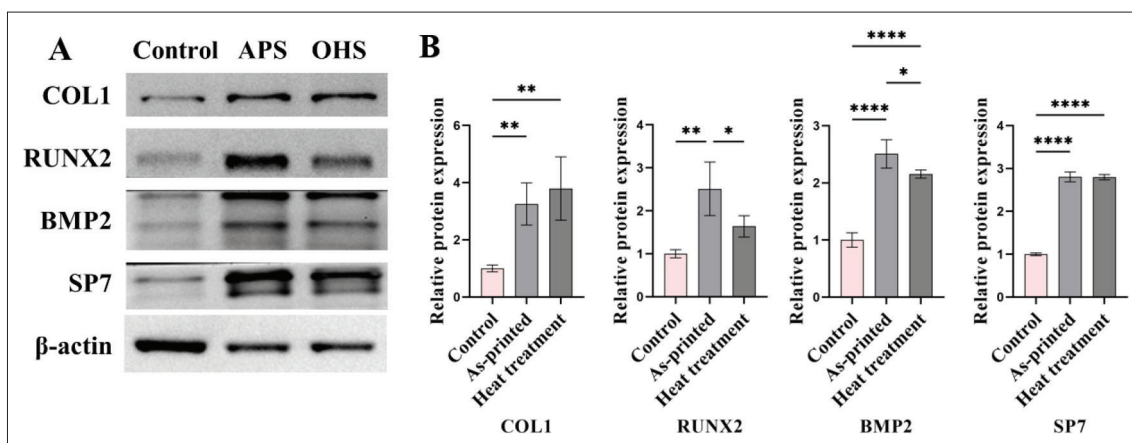 A
Control APS OHS
COL1
RUNX2
BMP2
SP7
β-actin
B
Relative protein expression
6
4
2
0
**
**
Control
As-printed
Heat treatment
COL1
Relative protein expression
4
3
2
1
0
**
*
Control
As-printed
Heat treatment
RUNX2
Relative protein expression
3
2
1
0
****
*
****
Control
As-printed
Heat treatment
BMP2
Relative protein expression
4
3
2
1
0
****
****
Control
As-printed
Heat treatment
SP7